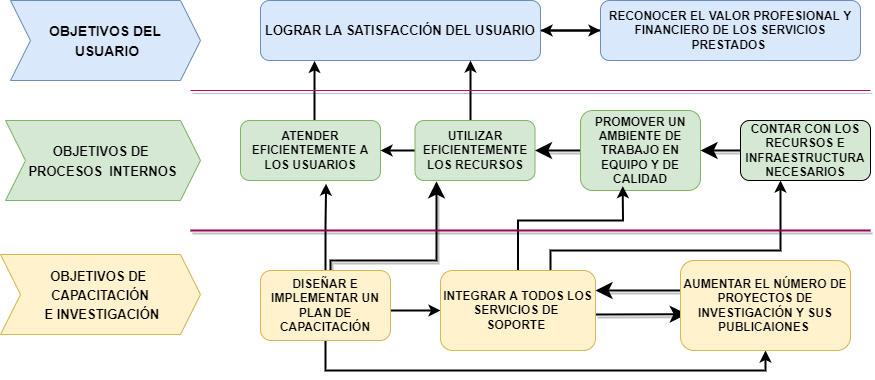 OBJETIVOS DEL
USUARIO
LOGRAR LA SATISFACCIÓN DEL USUARIO
RECONOCER EL VALOR PROFESIONAL Y
FINANCIERO DE LOS SERVICIOS
PRESTADOS
OBJETIVOS DE
PROCESOS INTERNOS
ATENDER
EFICIENTEMENTE A
LOS USUARIOS
UTILIZAR
EFICIENTEMENTE
LOS RECURSOS
PROMOVER UN
AMBIENTE DE
TRABAJO EN
EQUIPO Y DE
CALIDAD
CONTAR CON LOS
RECURSOS E
INFRAESTRUCTURA
NECESARIOS
OBJETIVOS DE
CAPACITACIÓN
E INVESTIGACIÓN
DISEÑAR E
IMPLEMENTAR UN
PLAN DE
CAPACITACIÓN
INTEGRAR A TODOS LOS
SERVICIOS DE
SOPORTE
AUMENTAR EL NÚMERO DE
PROYECTOS DE
INVESTIGACIÓN Y SUS
PUBLICAIONES